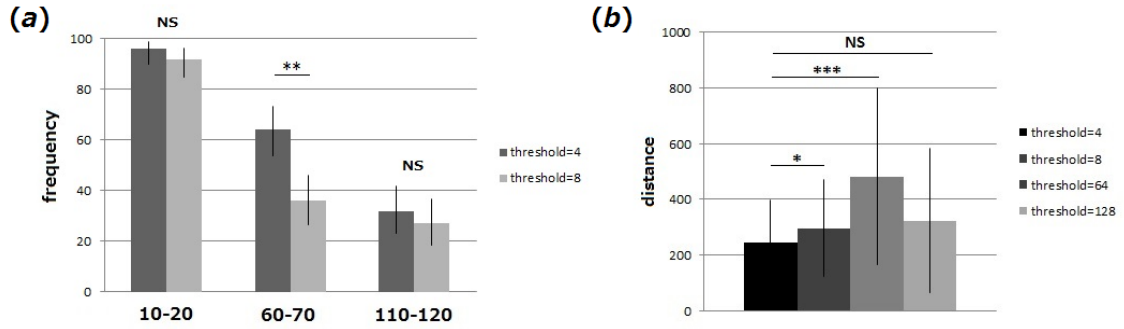 (a)
NS
**
NS
frequency
100
80
60
40
20
0
10-20
60-70
110-120
threshold=4
threshold=8
(b)
NS
***
*
distance
1000
800
600
400
200
0
threshold=4
threshold=8
threshold=64
threshold=128